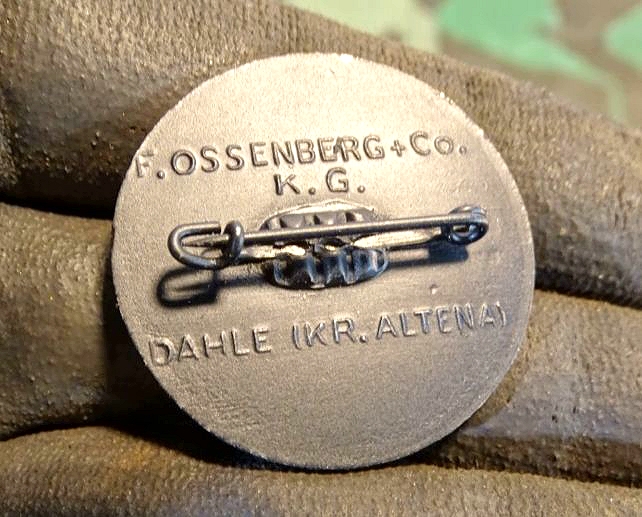 F. OSSENBERG + Co.
K. G.
DAHLE (KR. ALTENA)